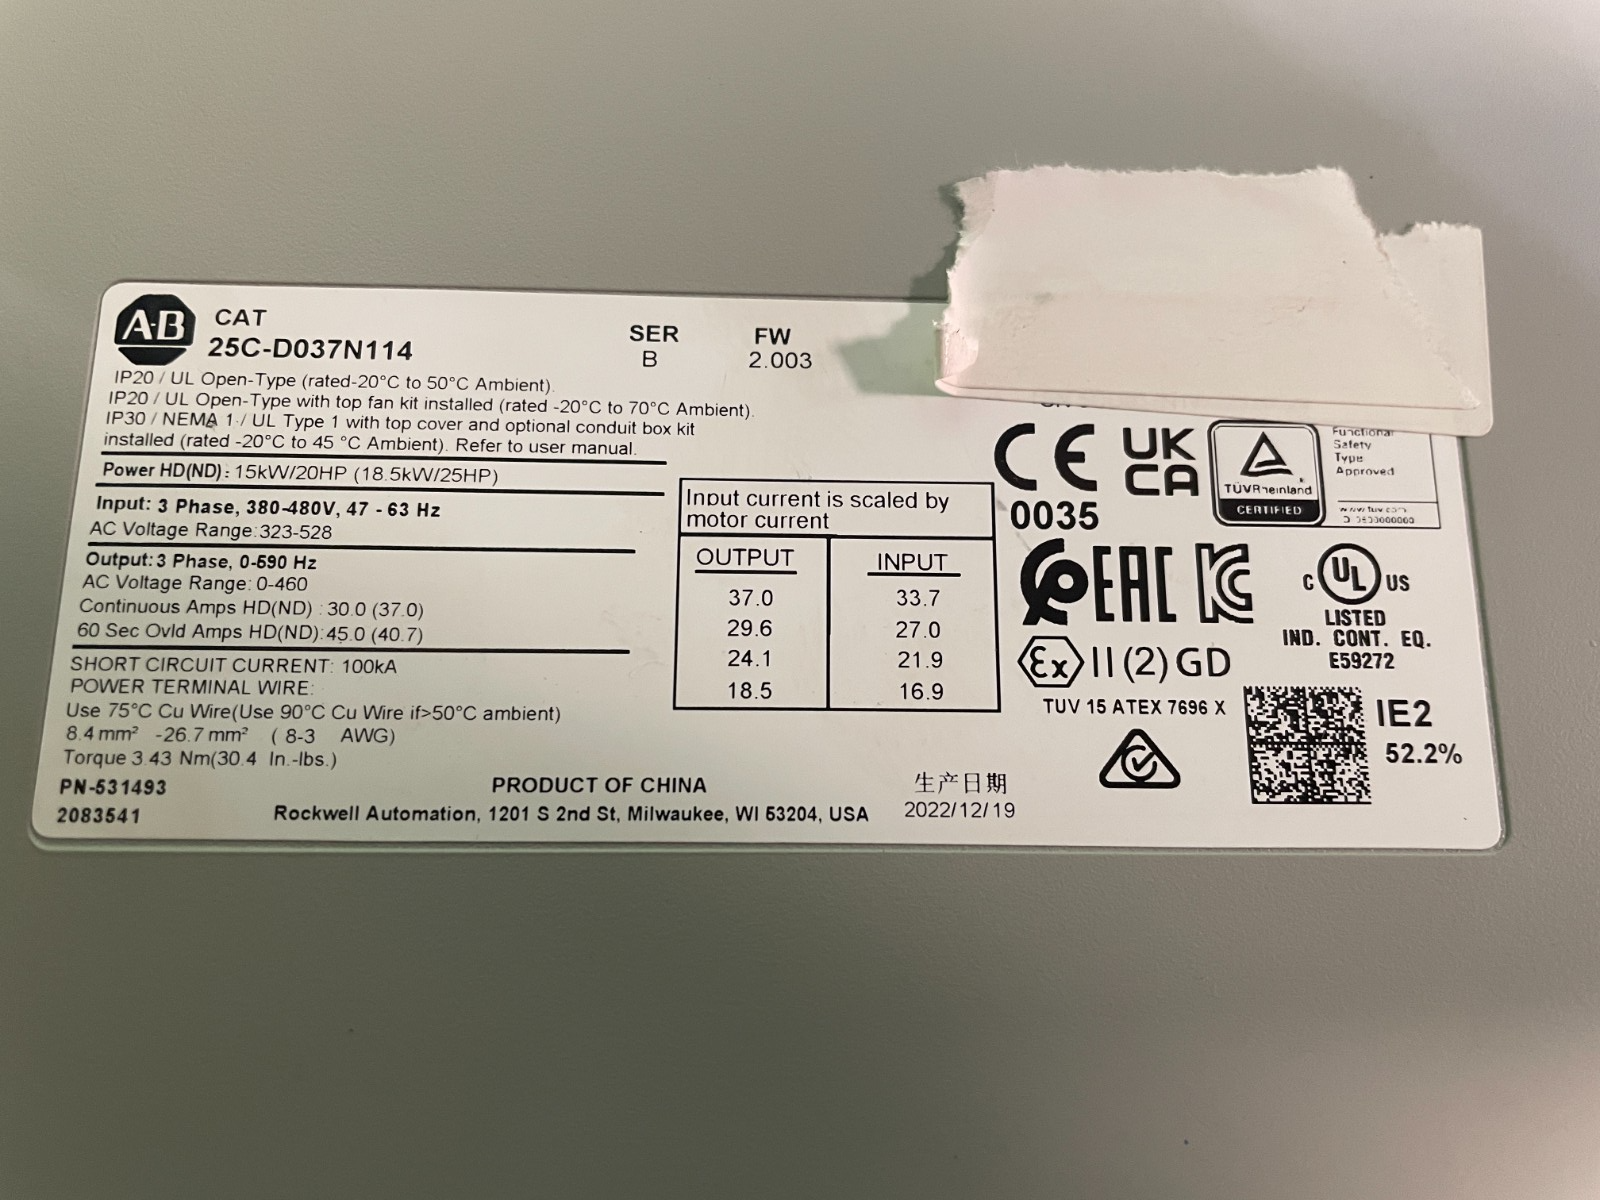 A·B
CAT
25C-D037N114
SER
B
FW
2.003
IP20 / UL Open-Type (rated-20°C to 50°C Ambient).
IP20 / UL Open-Type with top fan kit installed (rated -20°C to 70°C Ambient).
IP30 / NEMA 1 / UL Type 1 with top cover and optional conduit box kit
installed (rated -20°C to 45 °C Ambient). Refer to user manual.
Power HD(ND): 15kW/20HP (18.5kW/25HP)
Input: 3 Phase, 380-480V, 47 - 63 Hz
AC Voltage Range: 323-528
Output: 3 Phase, 0-590 Hz
AC Voltage Range: 0-460
Continuous Amps HD(ND) : 30.0 (37.0)
60 Sec Ovld Amps HD(ND): 45.0 (40.7)
SHORT CIRCUIT CURRENT: 100kA
POWER TERMINAL WIRE:
Use 75°C Cu Wire(Use 90°C Cu Wire if>50°C ambient)
8.4 mm² -26.7 mm² ( 8-3 AWG)
Torque 3.43 Nm(30.4 In.-lbs.)
PN-531493
2083541
PRODUCT OF CHINA
Rockwell Automation, 1201 S 2nd St, Milwaukee, WI 53204, USA
生产日期
2022/12/19
Input current is scaled by
motor current
OUTPUT INPUT
37.0 33.7
29.6 27.0
24.1 21.9
18.5 16.9
CE
0035
UK
CA
TÜVRheinland
CERTIFIED
Functional
Safety
Type
Approved
www.tuv.com
EAC
KC
C UL US
LISTED
IND. CONT. EQ.
E59272
Ex II (2) GD
TUV 15 ATEX 7696 X
IE2
52.2%